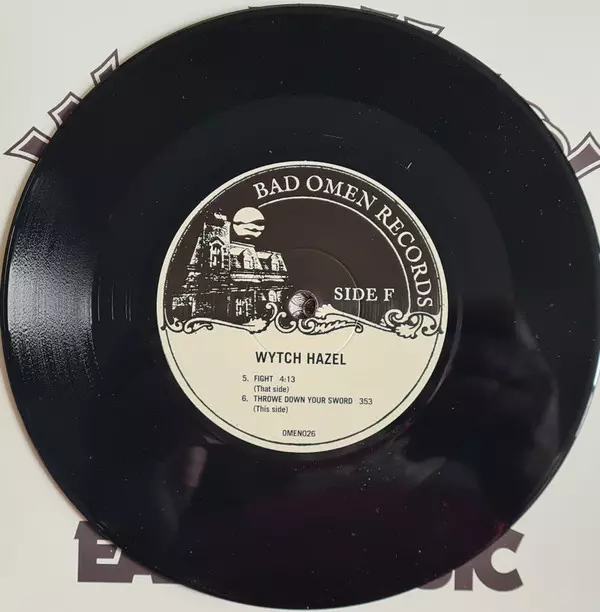 BAD OMEN RECORDS
SIDE F
WYTCH HAZEL
5. FIGHT 4:13
(That side)
6. THROWE DOWN YOUR SWORD 353
(This side)
OMEN026